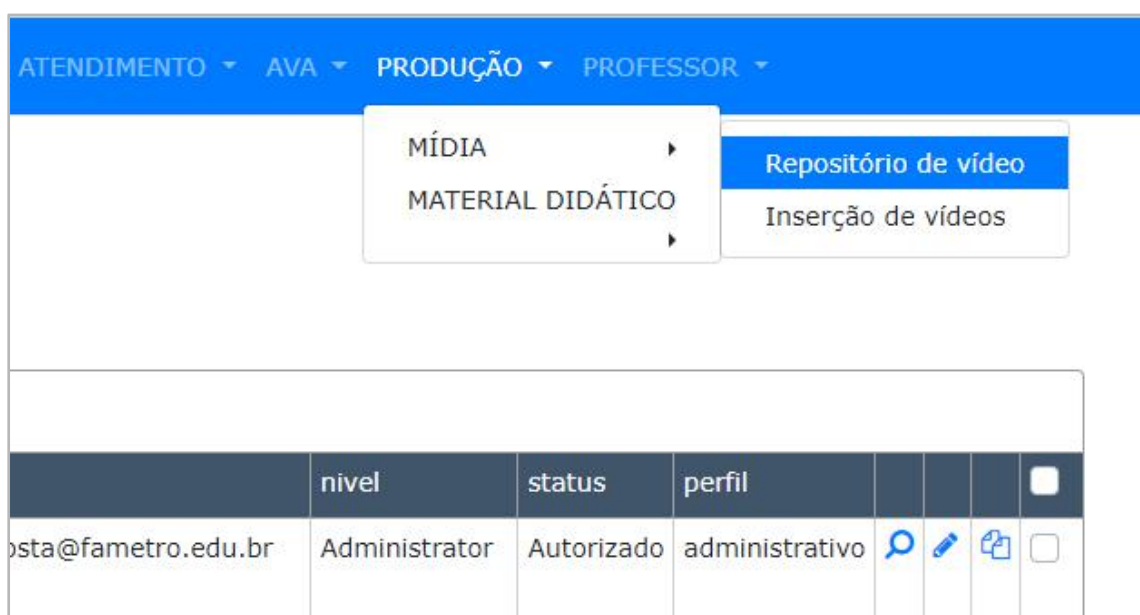 ATENDIMENTO AVA PRODUÇÃO PROFESSOR
MÍDIA
MATERIAL DIDÁTICO
Repositório de vídeo
Inserção de vídeos
nivel status perfil
osta@fametro.edu.br Administrator Autorizado administrativo